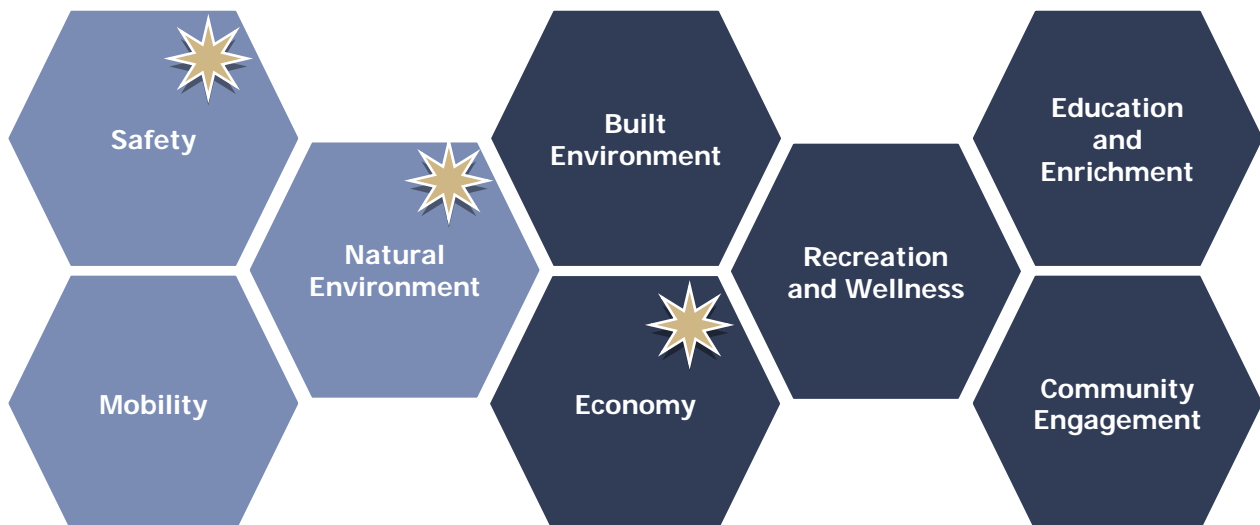 Safety
Mobility
Natural
Environment
Built
Environment
Economy
Recreation
and Wellness
Education
and
Enrichment
Community
Engagement